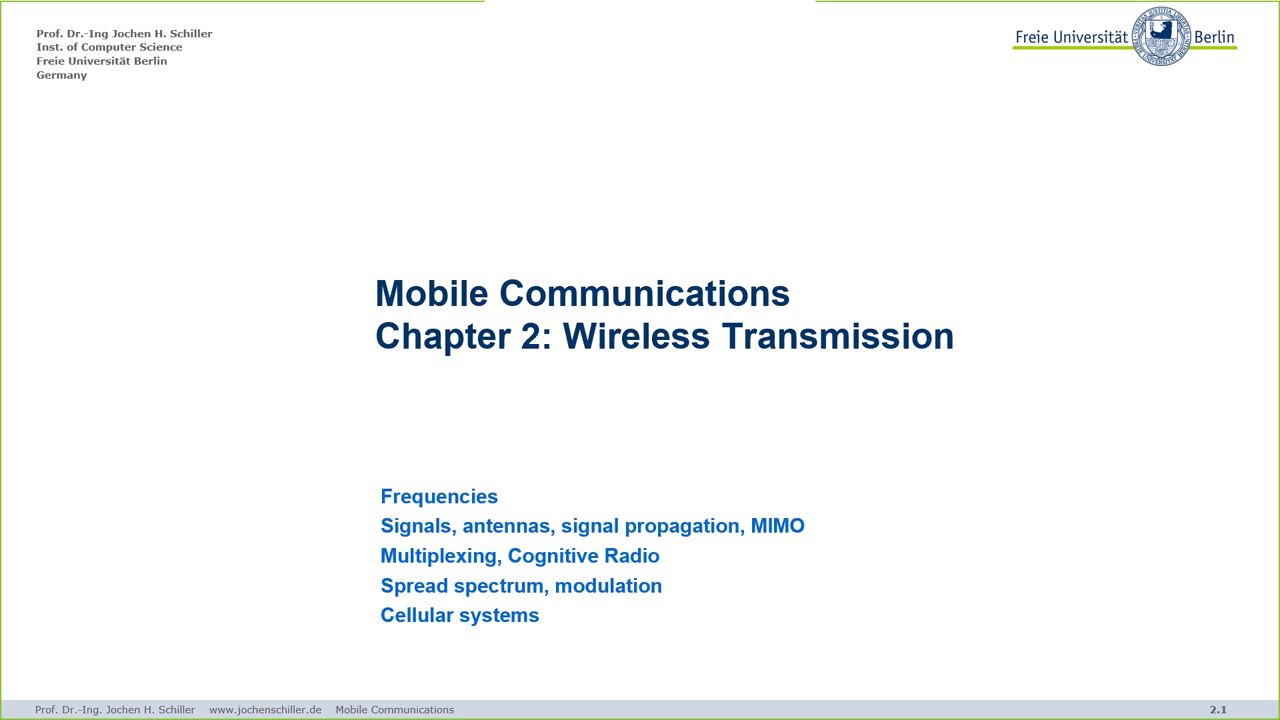 Prof. Dr.-Ing Jochen H. Schiller
Inst. of Computer Science
Freie Universität Berlin
Germany
Freie Universität Berlin
Mobile Communications
Chapter 2: Wireless Transmission
Frequencies
Signals, antennas, signal propagation, MIMO
Multiplexing, Cognitive Radio
Spread spectrum, modulation
Cellular systems
Prof. Dr.-Ing. Jochen H. Schiller www.jochenschiller.de Mobile Communications 2.1